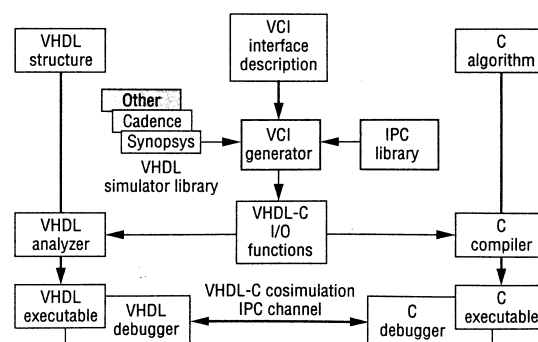 VHDL
structure
VCI
interface
description
C
algorithm
Other
Cadence
Synopsys
VHDL
simulator library
VCI
generator
IPC
library
VHDL
analyzer
VHDL-C
I/O
functions
C
compiler
VHDL
executable
VHDL
debugger
VHDL-C cosimulation
IPC channel
C
debugger
C
executable